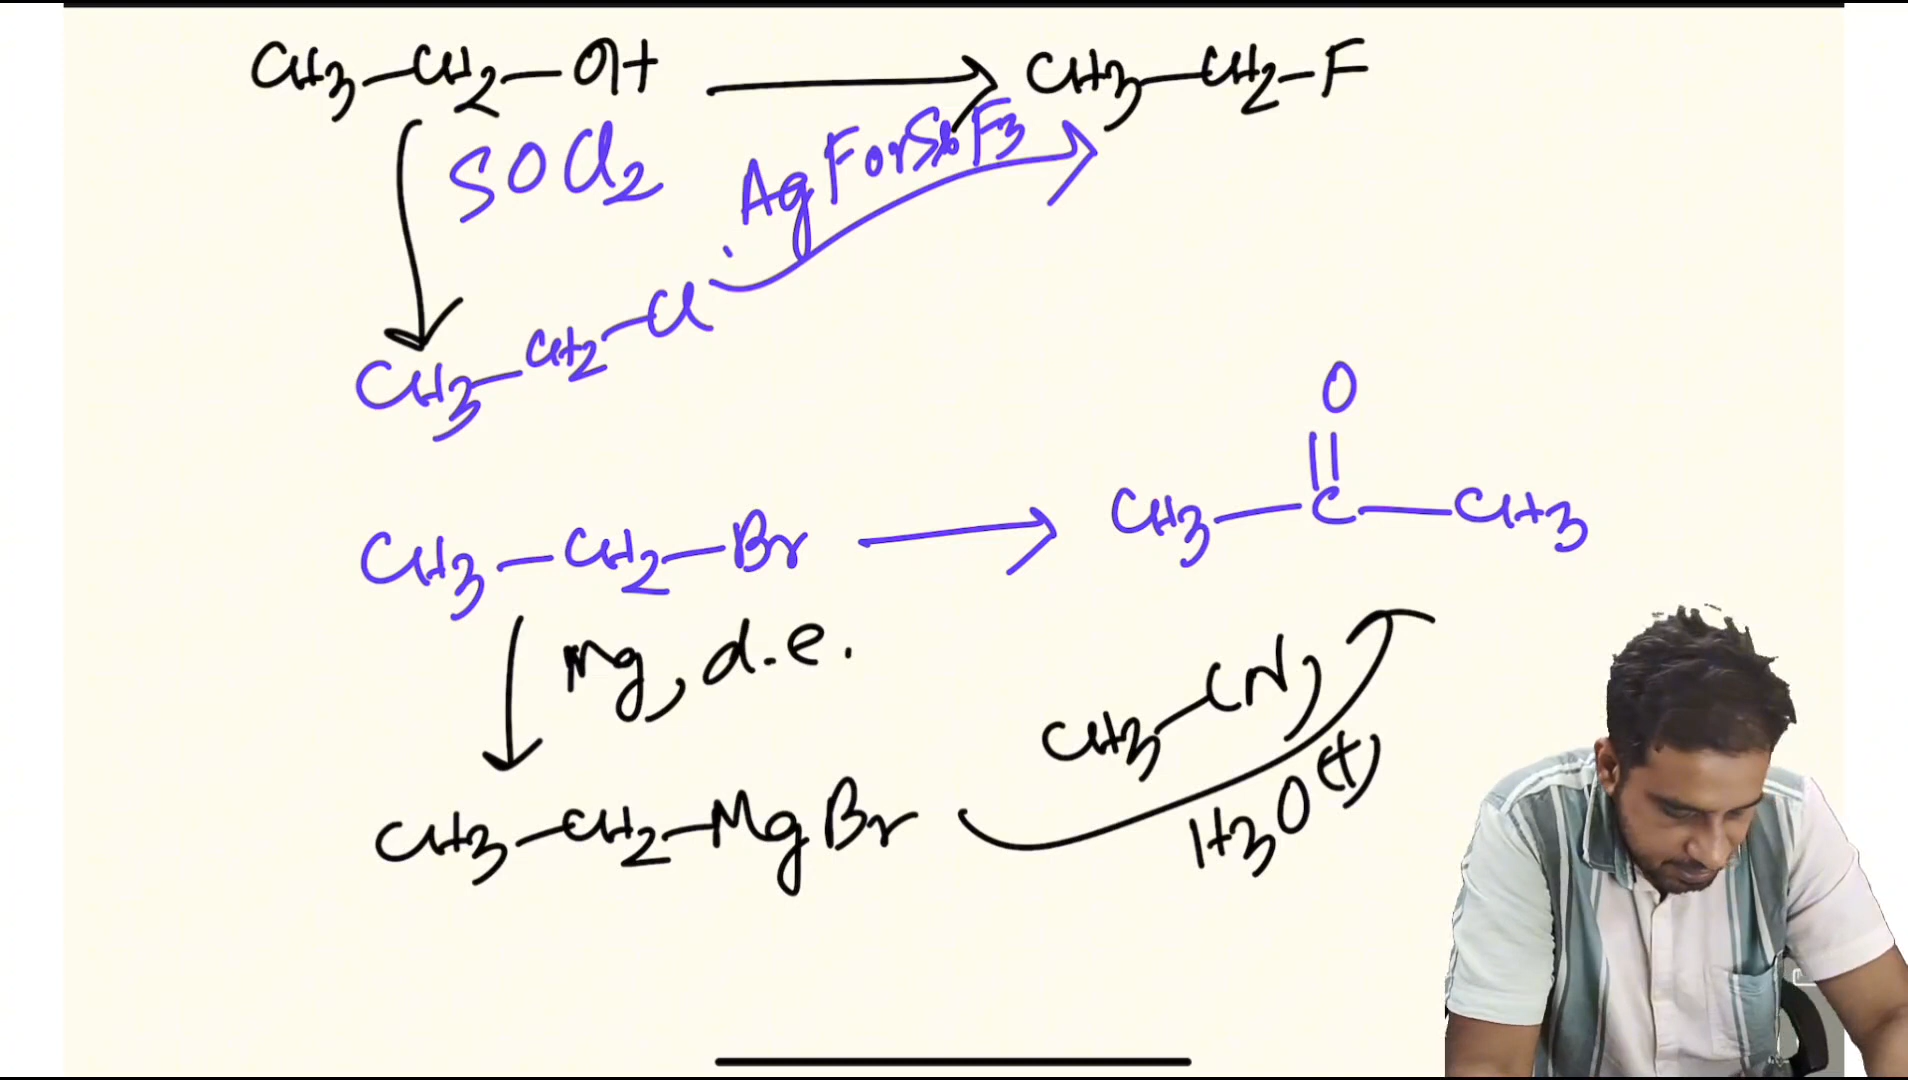 CH3-CH2-OH → CH3-CH2-F
SOCl2
AgF or SbF3
CH3-CH2-Cl
O
CH3-CH2-Br → CH3-C-CH3
Mg, d.e.
CH3-CN,
CH3-CH2-MgBr
H3O(+)